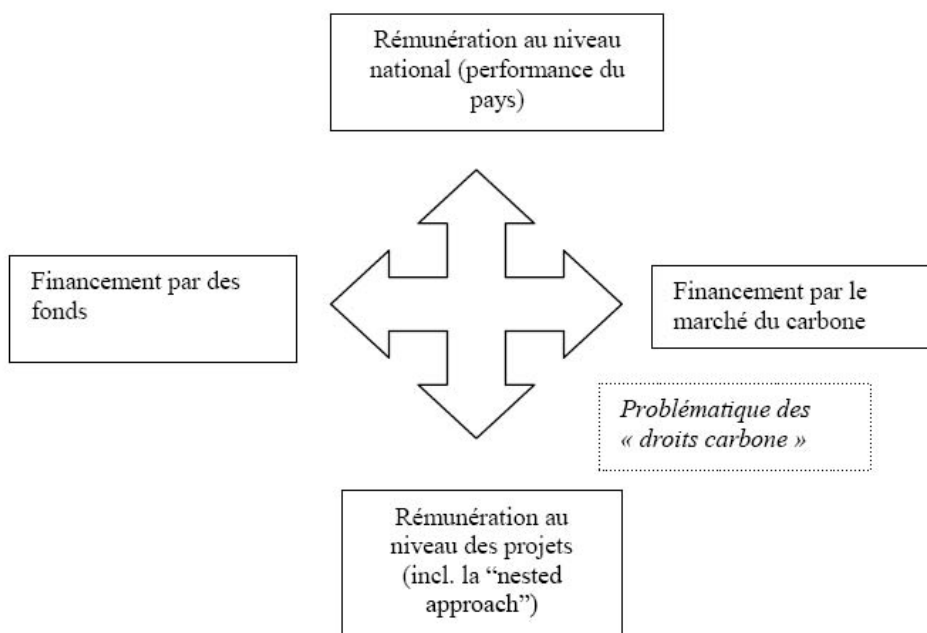 Rémunération au niveau
national (performance du
pays)
Financement par des
fonds
Financement par le
marché du carbone
Problématique des
« droits carbone »
Rémunération au
niveau des projets
(incl. la “nested
approach”)